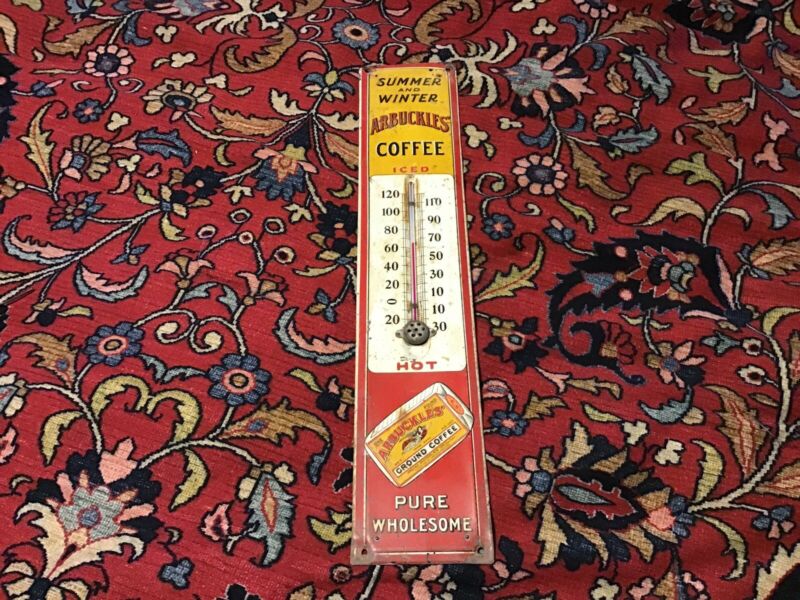 SUMMER
AND
WINTER
ARBUCKLES'
COFFEE
ICED
120 110
100 90
80 70
60 50
40 30
20 10
0 10
20 30
HOT
ARBUCKLES'
GROUND COFFEE
PURE
WHOLESOME